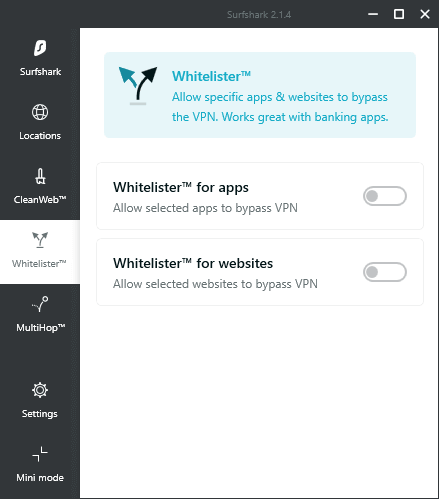 Surfshark 2.1.4
Surfshark
Locations
CleanWeb™
Whitelister™
MultiHop™
Settings
Mini mode
Whitelister™
Allow specific apps & websites to bypass
the VPN. Works great with banking apps.
Whitelister™ for apps
Allow selected apps to bypass VPN
Whitelister™ for websites
Allow selected websites to bypass VPN